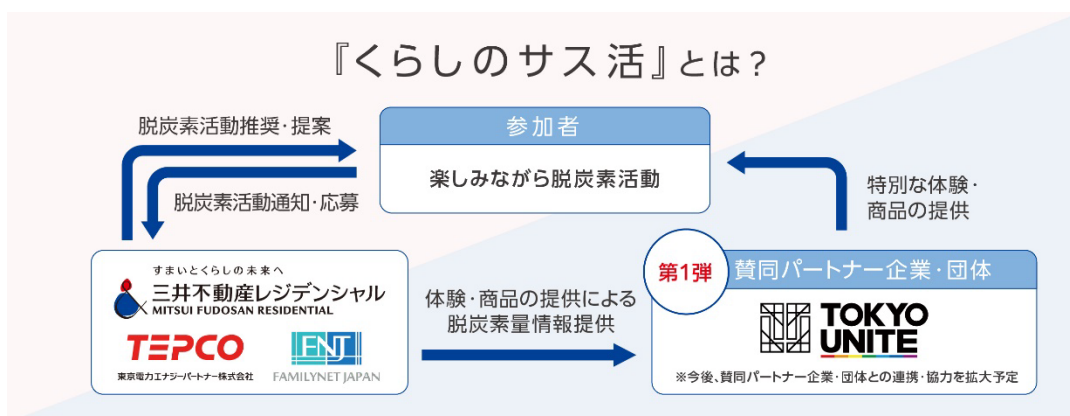 『くらしのサス活』とは？
脱炭素活動推奨・提案
参加者
楽しみながら脱炭素活動
脱炭素活動通知・応募
特別な体験・
商品の提供
すまいとくらしの未来へ
三井不動産レジデンシャル
MITSUI FUDOSAN RESIDENTIAL
TEPCO
東京電力エナジーパートナー株式会社
FNJ
FAMILYNET JAPAN
体験・商品の提供による
脱炭素量情報提供
第1弾
賛同パートナー企業・団体
TOKYO
UNITE
※今後、賛同パートナー企業・団体との連携・協力を拡大予定